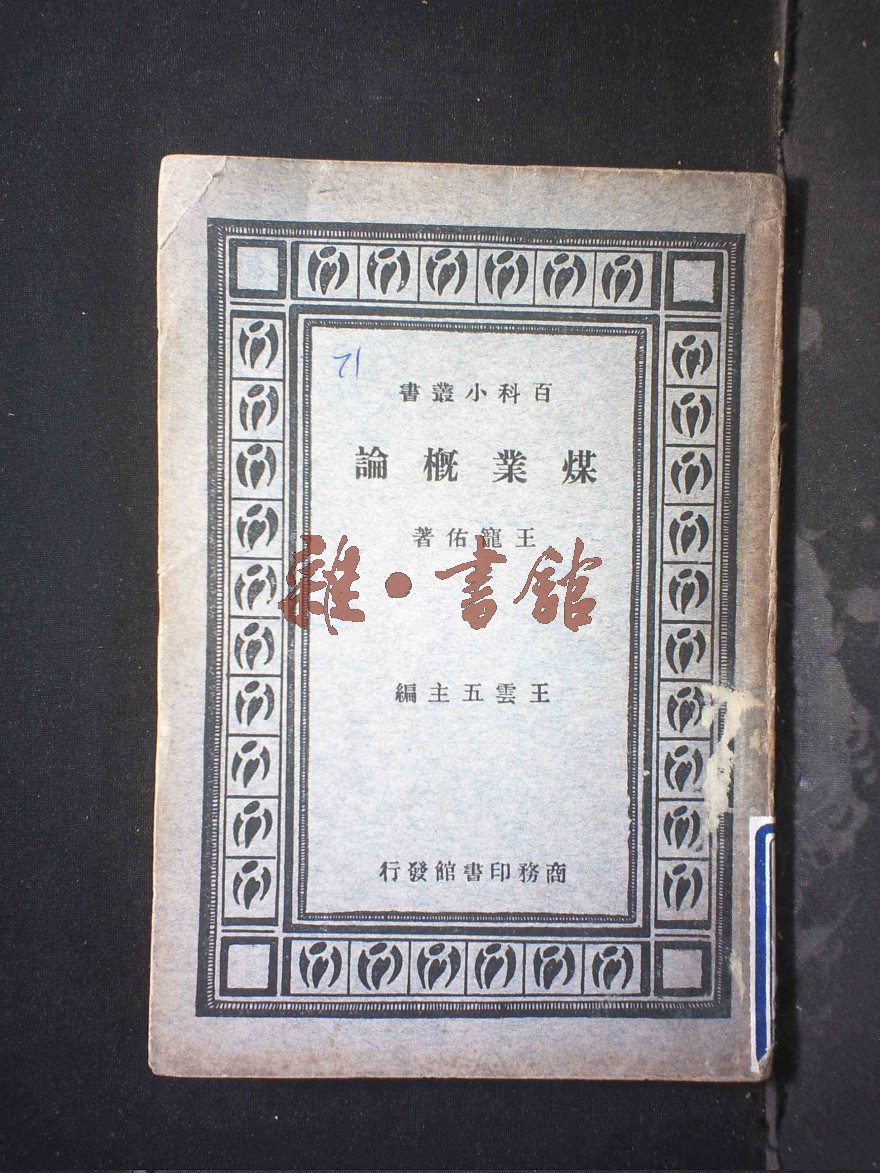 71
百科小叢書
煤業概論
王寵佑著
雜·書館
王雲五主編
商務印書館發行